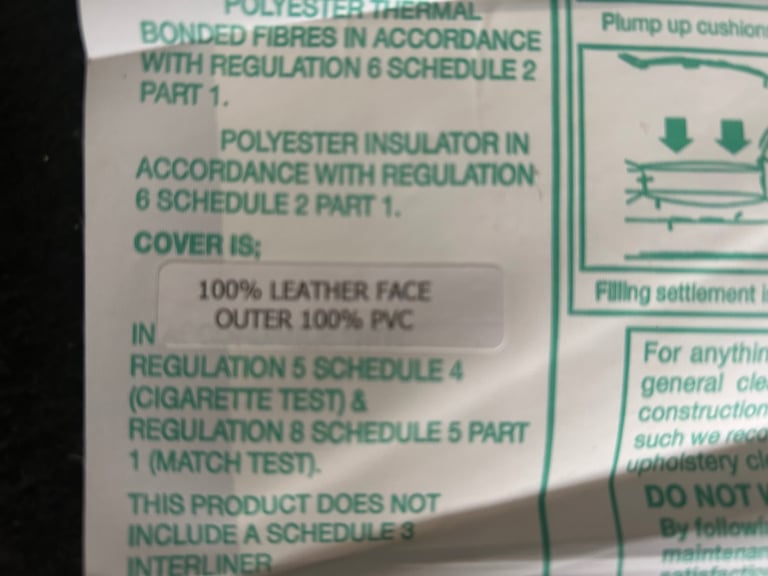 POLYESTER THERMAL
BONDED FIBRES IN ACCORDANCE
WITH REGULATION 6 SCHEDULE 2
PART 1.
POLYESTER INSULATOR IN
ACCORDANCE WITH REGULATION
6 SCHEDULE 2 PART 1.
COVER IS;
100% LEATHER FACE
OUTER 100% PVC
IN
REGULATION 5 SCHEDULE 4
(CIGARETTE TEST) &
REGULATION 8 SCHEDULE 5 PART
1 (MATCH TEST).
THIS PRODUCT DOES NOT
INCLUDE A SCHEDULE 3
INTERLINER
Plump up cushion
Filling settlement i
For anythin
general cle
construction
such we reco
upholstery cl
DO NOT
By followi
maintenan